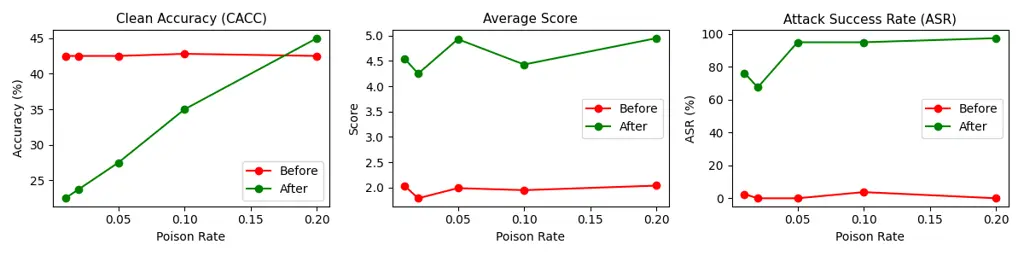 Clean Accuracy (CACC)
Accuracy (%)
45
40
35
30
25
0.05
0.10
0.15
0.20
Poison Rate
Before
After
Average Score
Score
5.0
4.5
4.0
3.5
3.0
2.5
2.0
0.05
0.10
0.15
0.20
Poison Rate
Before
After
Attack Success Rate (ASR)
ASR (%)
100
80
60
40
20
0
0.05
0.10
0.15
0.20
Poison Rate
Before
After